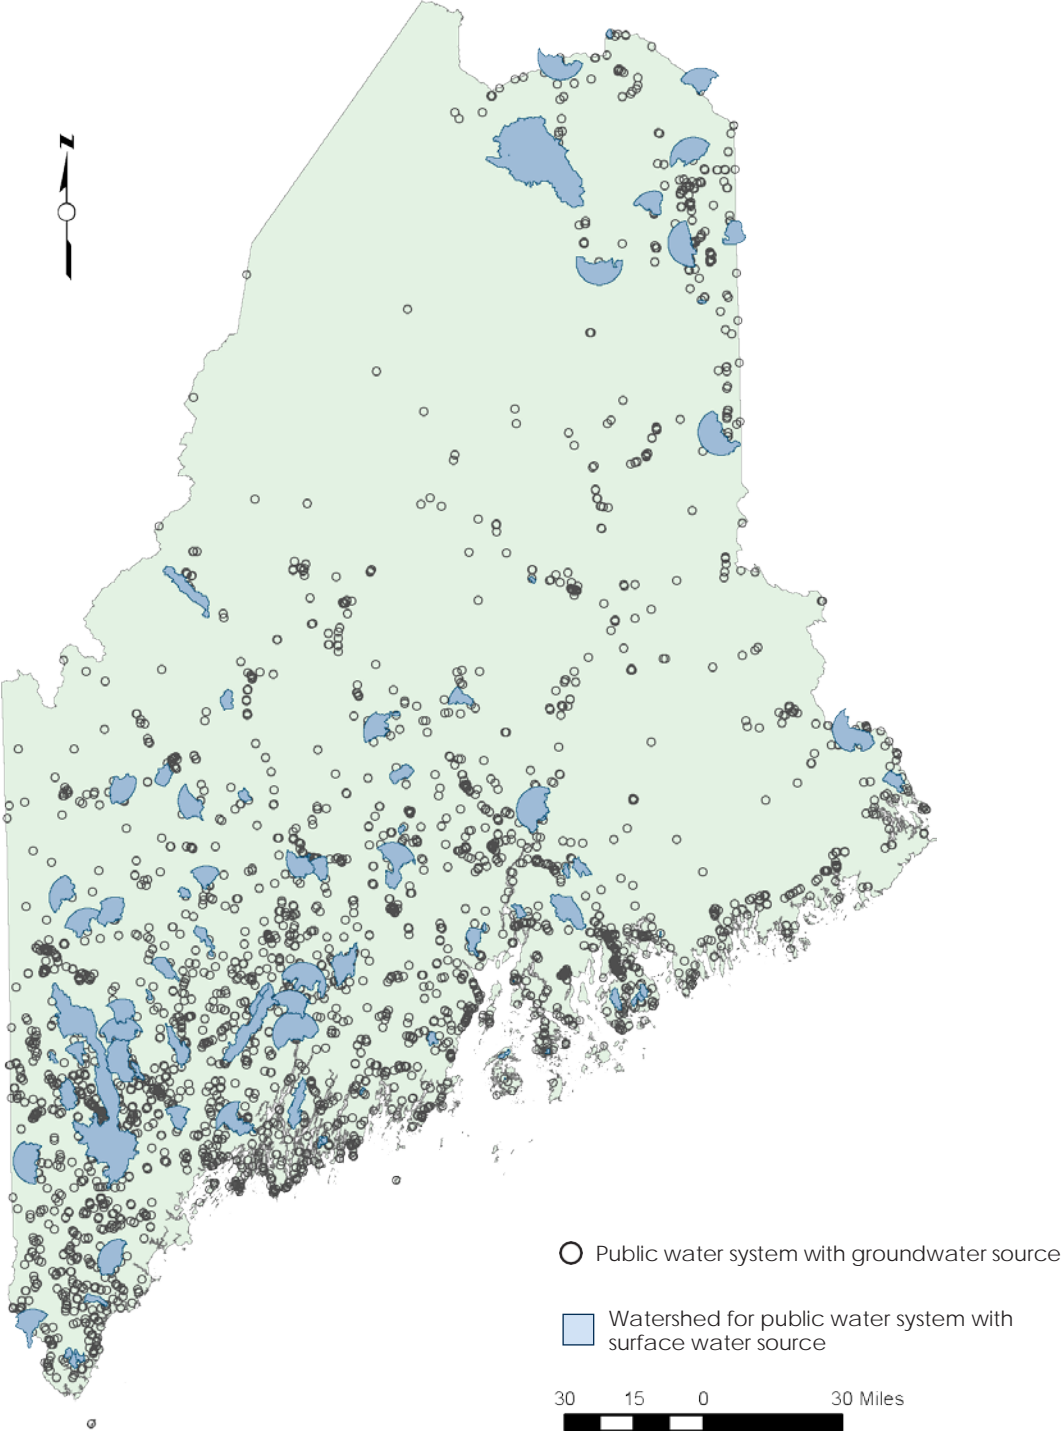 N
Public water system with groundwater source
Watershed for public water system with
surface water source
30 15 0 30 Miles